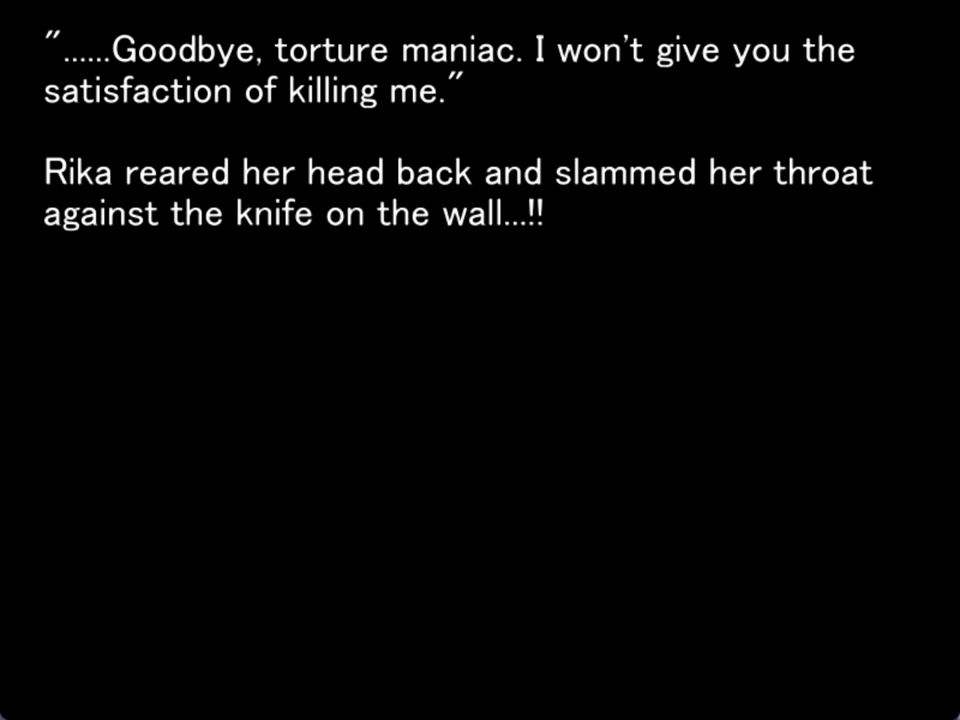 "......Goodbye, torture maniac. I won't give you the
satisfaction of killing me."
Rika reared her head back and slammed her throat
against the knife on the wall...!!